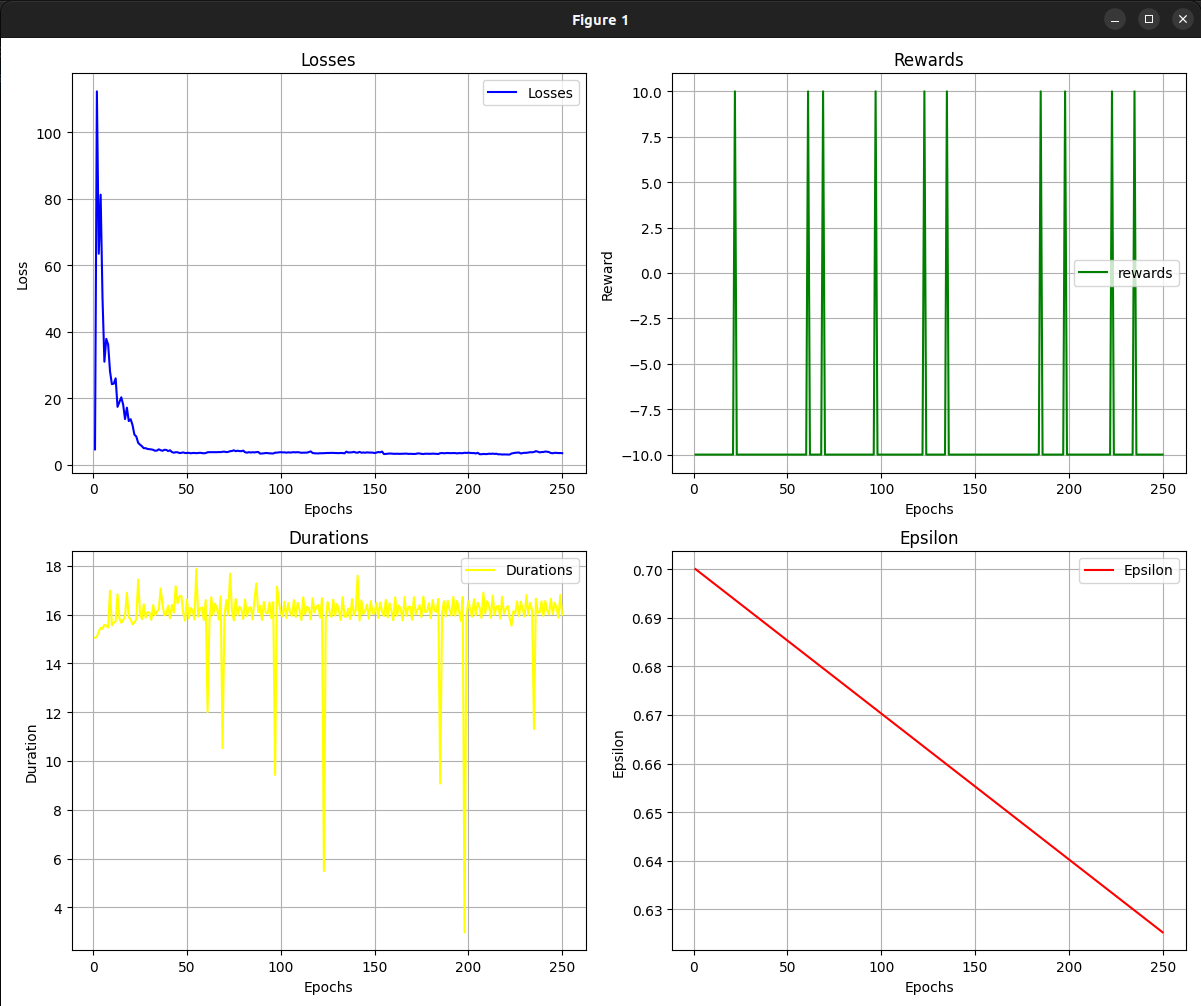 Figure 1
Losses
Losses
100
80
60
40
20
0
Loss
0 50 100 150 200 250
Epochs
Rewards
rewards
10.0
7.5
5.0
2.5
0.0
−2.5
−5.0
−7.5
−10.0
Reward
0 50 100 150 200 250
Epochs
Durations
Durations
18
16
14
12
10
8
6
4
Duration
0 50 100 150 200 250
Epochs
Epsilon
Epsilon
0.70
0.69
0.68
0.67
0.66
0.65
0.64
0.63
Epsilon
0 50 100 150 200 250
Epochs